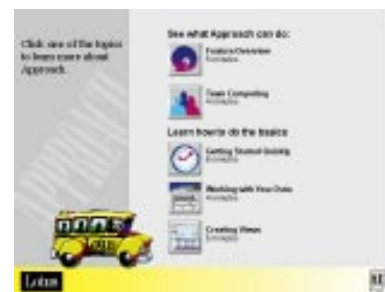 Click one of the topics
to learn more about
Approach.
APPROACH
See what Approach can do:
Feature Overview
Team Computing
Learn how to do the basics
Getting Started Quickly
Working with Your Data
Creating Views
Lotus